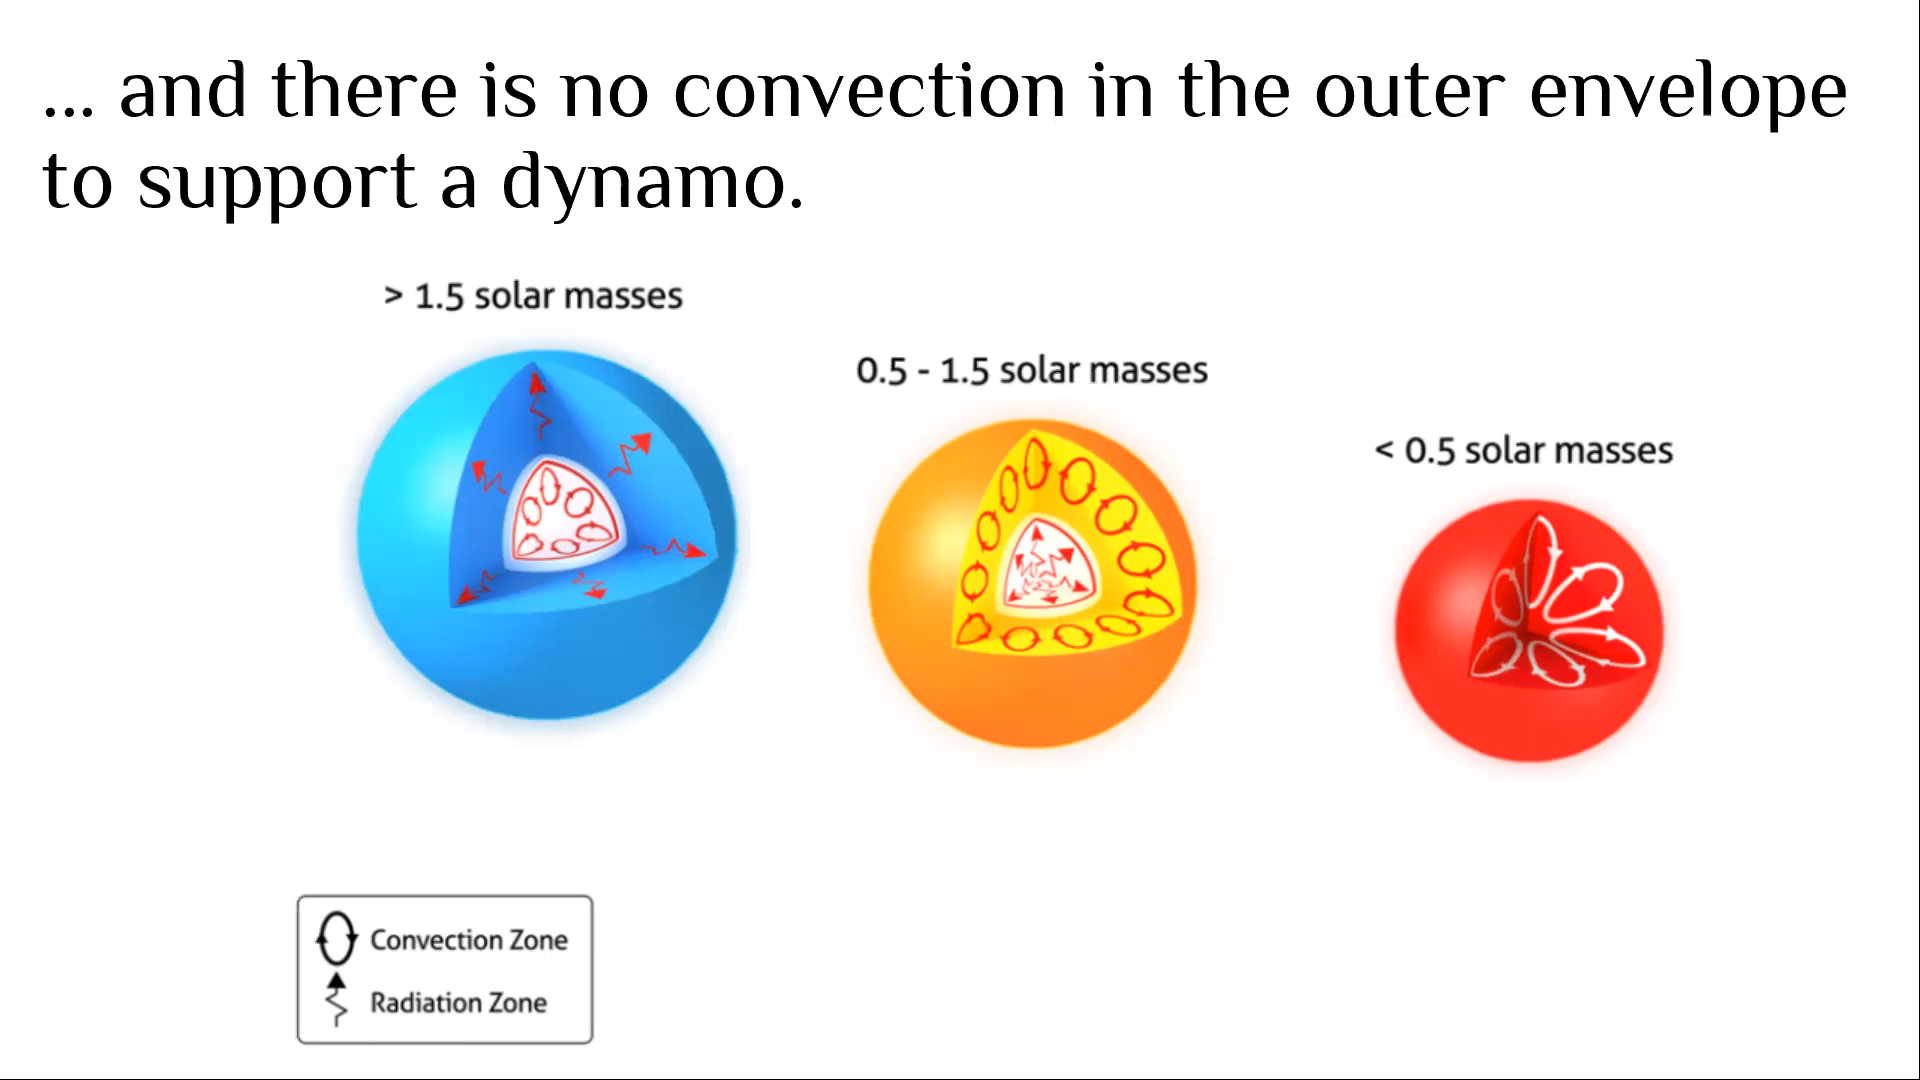 ... and there is no convection in the outer envelope
to support a dynamo.
> 1.5 solar masses
0.5 - 1.5 solar masses
< 0.5 solar masses
Convection Zone
Radiation Zone